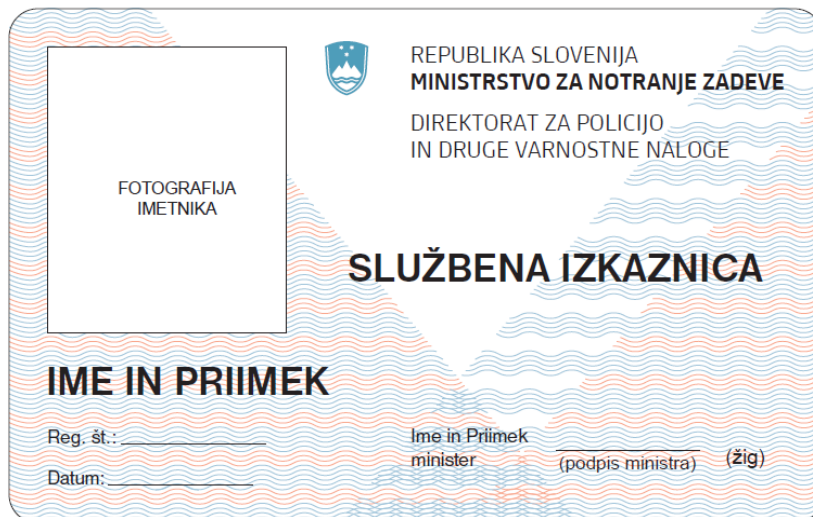 REPUBLIKA SLOVENIJA
MINISTRSTVO ZA NOTRANJE ZADEVE
DIREKTORAT ZA POLICIJO
IN DRUGE VARNOSTNE NALOGE
FOTOGRAFIJA
IMETNIKA
SLUŽBENA IZKAZNICA
IME IN PRIIMEK
Reg. št.:
Datum:
Ime in Priimek
minister
(podpis ministra)
(žig)